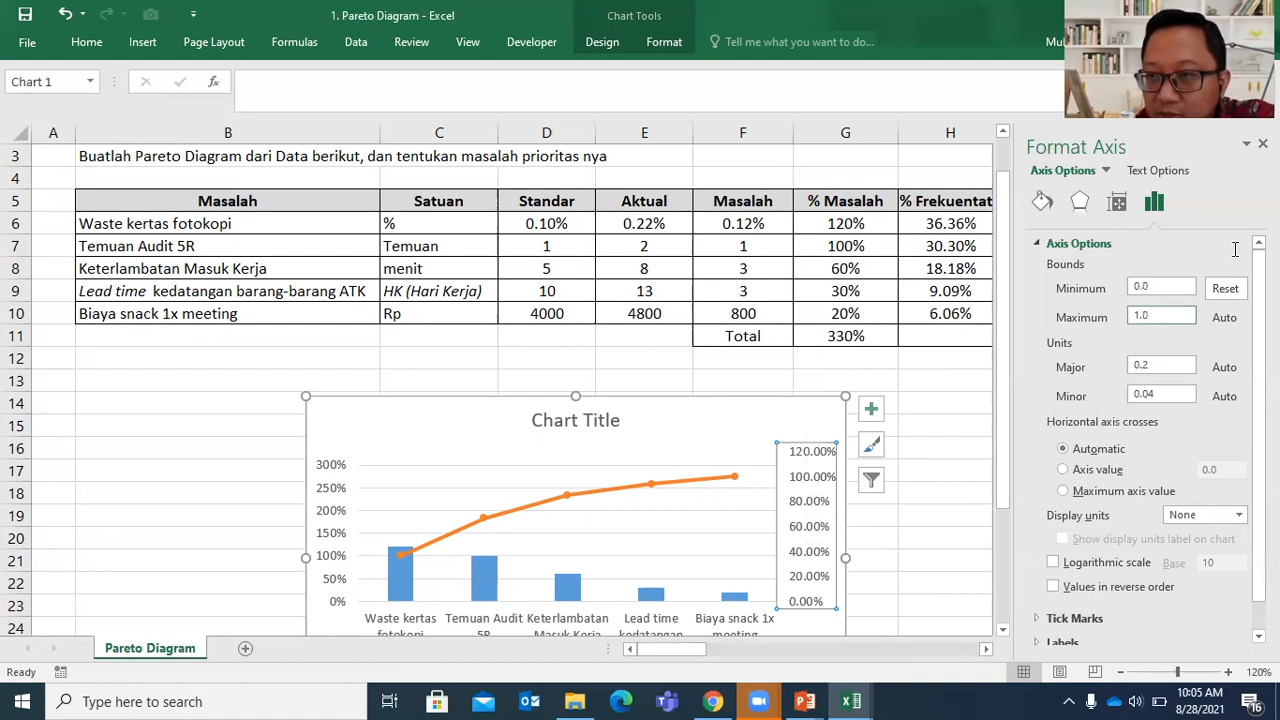 1. Pareto Diagram - Excel
Chart Tools
File
Home
Insert
Page Layout
Formulas
Data
Review
View
Developer
Design
Format
Tell me what you want to do...
Chart 1
fx
A B C D E F G H
3 Buatlah Pareto Diagram dari Data berikut, dan tentukan masalah prioritas nya
4
5 Masalah Satuan Standar Aktual Masalah % Masalah % Frekuentat
6 Waste kertas fotokopi % 0.10% 0.22% 0.12% 120% 36.36%
7 Temuan Audit 5R Temuan 1 2 1 100% 30.30%
8 Keterlambatan Masuk Kerja menit 5 8 3 60% 18.18%
9 Lead time kedatangan barang-barang ATK HK (Hari Kerja) 10 13 3 30% 9.09%
10 Biaya snack 1x meeting Rp 4000 4800 800 20% 6.06%
11 Total 330%
12
13
14
15
16
17
18
19
20
21
22
23
24
Chart Title
300%
250%
200%
150%
100%
50%
0%
120.00%
100.00%
80.00%
60.00%
40.00%
20.00%
0.00%
Waste kertas fotokopi
Temuan Audit 5R
Keterlambatan Masuk Kerja
Lead time kedatangan
Biaya snack 1x meeting
Format Axis
Axis Options
Text Options
Axis Options
Bounds
Minimum 0.0 Reset
Maximum 1.0 Auto
Units
Major 0.2 Auto
Minor 0.04 Auto
Horizontal axis crosses
Automatic
Axis value 0.0
Maximum axis value
Display units None
Show display units label on chart
Logarithmic scale Base 10
Values in reverse order
Tick Marks
Labels
Pareto Diagram
Ready
120%
Type here to search
10:05 AM
8/28/2021
16